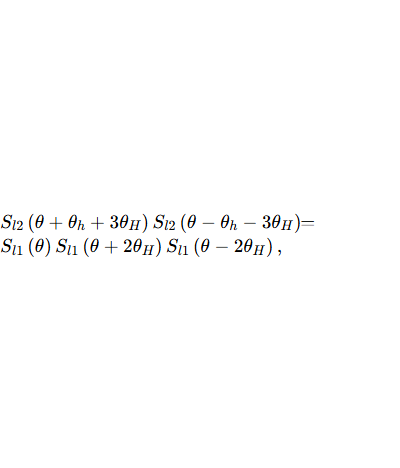 S_{l2} (θ + θ_h + 3θ_H) S_{l2} (θ − θ_h − 3θ_H)=
S_{l1} (θ) S_{l1} (θ + 2θ_H) S_{l1} (θ − 2θ_H) ,